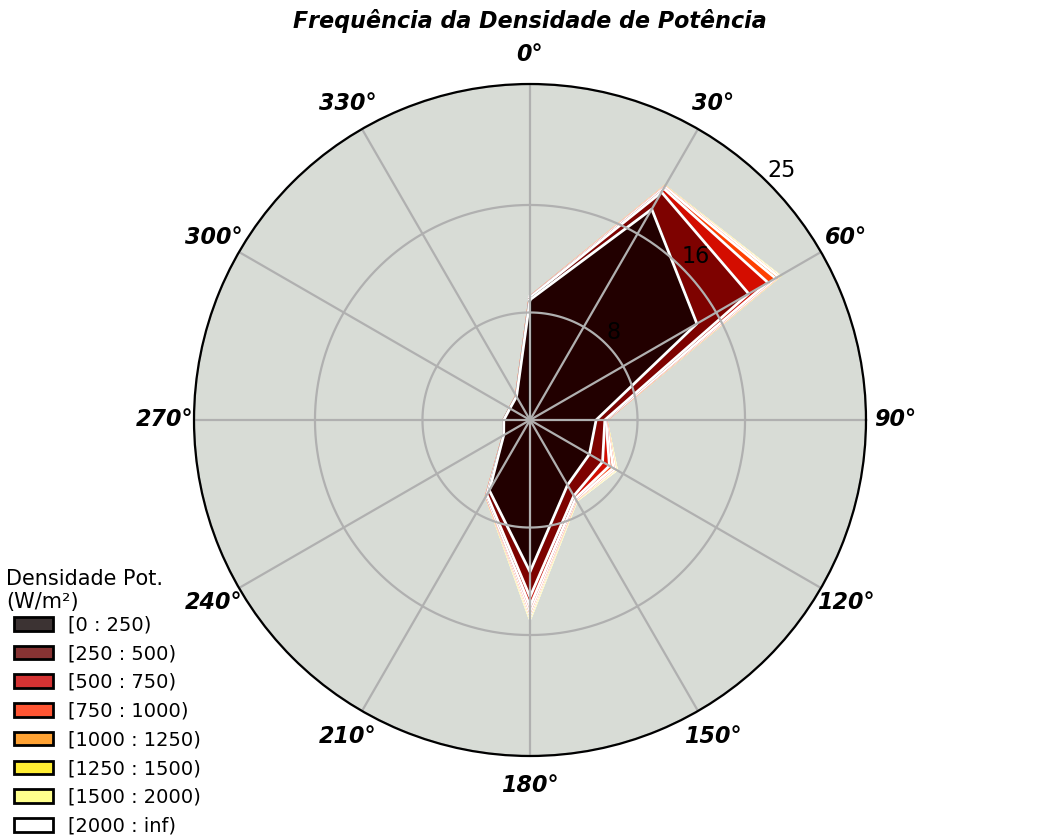 Frequência da Densidade de Potência
0°
330°
30°
25
300°
60°
16
8
270°
90°
Densidade Pot.
(W/m²)
240°
120°
[0 : 250)
[250 : 500)
[500 : 750)
[750 : 1000)
210°
150°
[1000 : 1250)
[1250 : 1500)
180°
[1500 : 2000)
[2000 : inf)